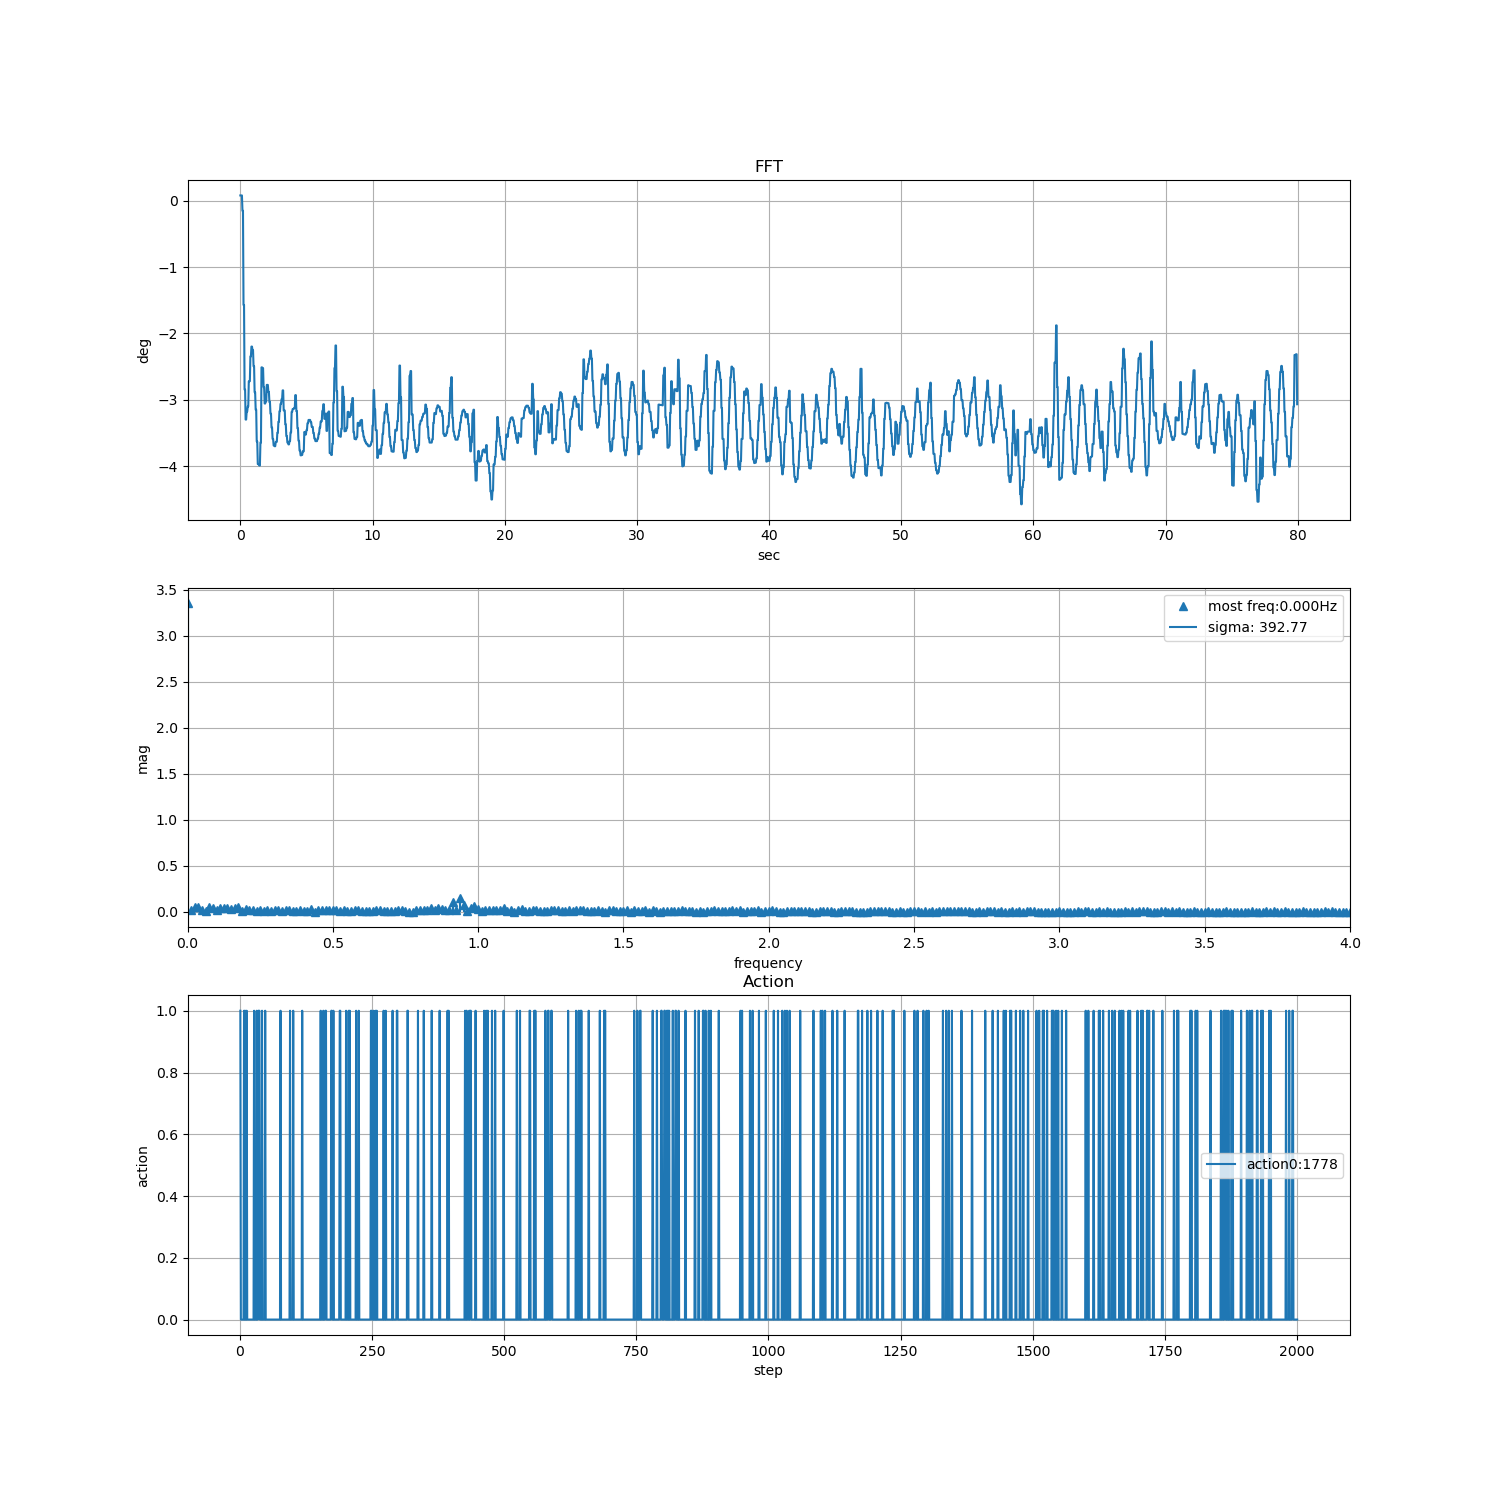 FFT
0
−1
−2
−3
−4
deg
0 10 20 30 40 50 60 70 80
sec
3.5
3.0
2.5
2.0
1.5
1.0
0.5
0.0
mag
most freq:0.000Hz
sigma: 392.77
0.0 0.5 1.0 1.5 2.0 2.5 3.0 3.5 4.0
frequency
Action
1.0
0.8
0.6
0.4
0.2
0.0
action
action0:1778
0 250 500 750 1000 1250 1500 1750 2000
step